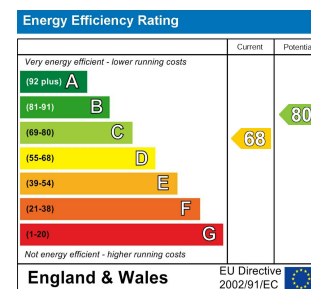 Energy Efficiency Rating
Current Potentia
Very energy efficient - lower running costs
(92 plus) A
(81-91) B
(69-80) C
(55-68) D
(39-54) E
(21-38) F
(1-20) G
68
80
Not energy efficient - higher running costs
England & Wales
EU Directive
2002/91/EC